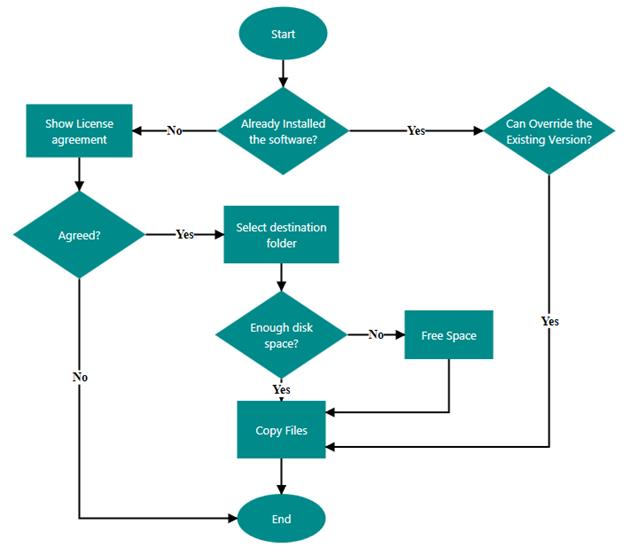 Start
Already Installed
the software?
No
Yes
Show License
agreement
Can Override the
Existing Version?
Agreed?
Yes
Select destination
folder
Enough disk
space?
No
Free Space
Yes
No
Yes
Copy Files
End